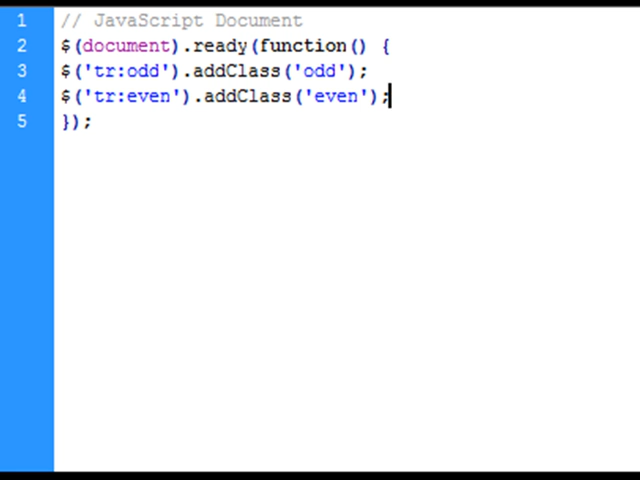 1 // JavaScript Document
2 $(document).ready(function() {
3 $('tr:odd').addClass('odd');
4 $('tr:even').addClass('even');
5 });